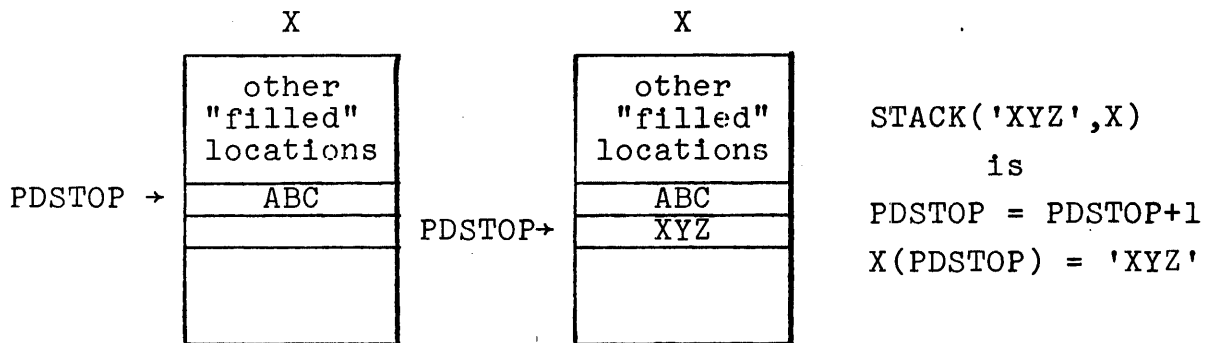 X
other
"filled"
locations
PDSTOP → ABC
X
other
"filled"
locations
ABC
PDSTOP→ XYZ
STACK('XYZ',X)
is
PDSTOP = PDSTOP+1
X(PDSTOP) = 'XYZ'